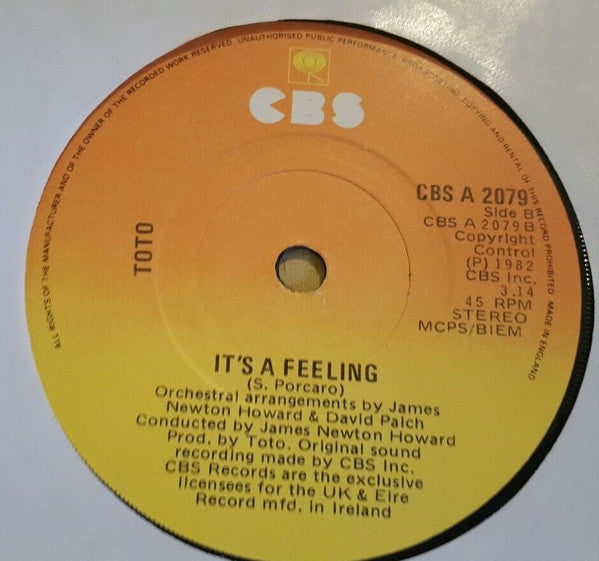 ALL RIGHTS OF THE MANUFACTURER AND OF THE OWNER OF THE RECORDED WORK RESERVED. UNAUTHORISED PUBLIC PERFORMANCE, BROADCASTING, COPYING AND RENTAL OF THIS RECORD PROHIBITED. MADE IN ENGLAND
CBS
TOTO
CBS A 2079
Side B
CBS A 2079B
Copyright
Control
(P) 1982
CBS Inc.
3.14
45 RPM
STEREO
MCPS/BIEM
IT'S A FEELING
(S. Porcaro)
Orchestral arrangements by James
Newton Howard & David Paich
Conducted by James Newton Howard
Prod. by Toto. Original sound
recording made by CBS Inc.
CBS Records are the exclusive
licensees for the UK & Eire
Record mfd. in Ireland